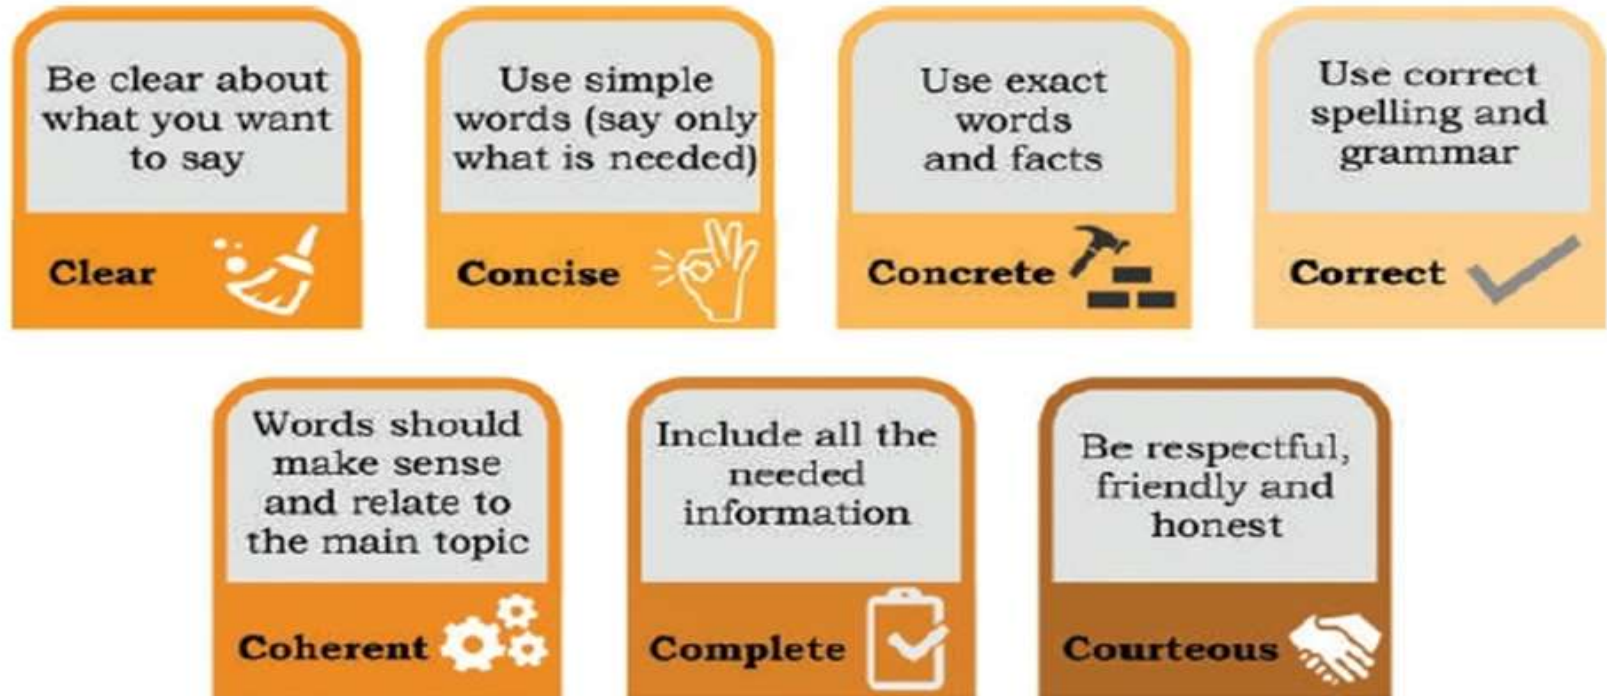 Be clear about
what you want
to say
Clear
Use simple
words (say only
what is needed)
Concise
Use exact
words
and facts
Concrete
Use correct
spelling and
grammar
Correct
Words should
make sense
and relate to
the main topic
Coherent
Include all the
needed
information
Complete
Be respectful,
friendly and
honest
Courteous